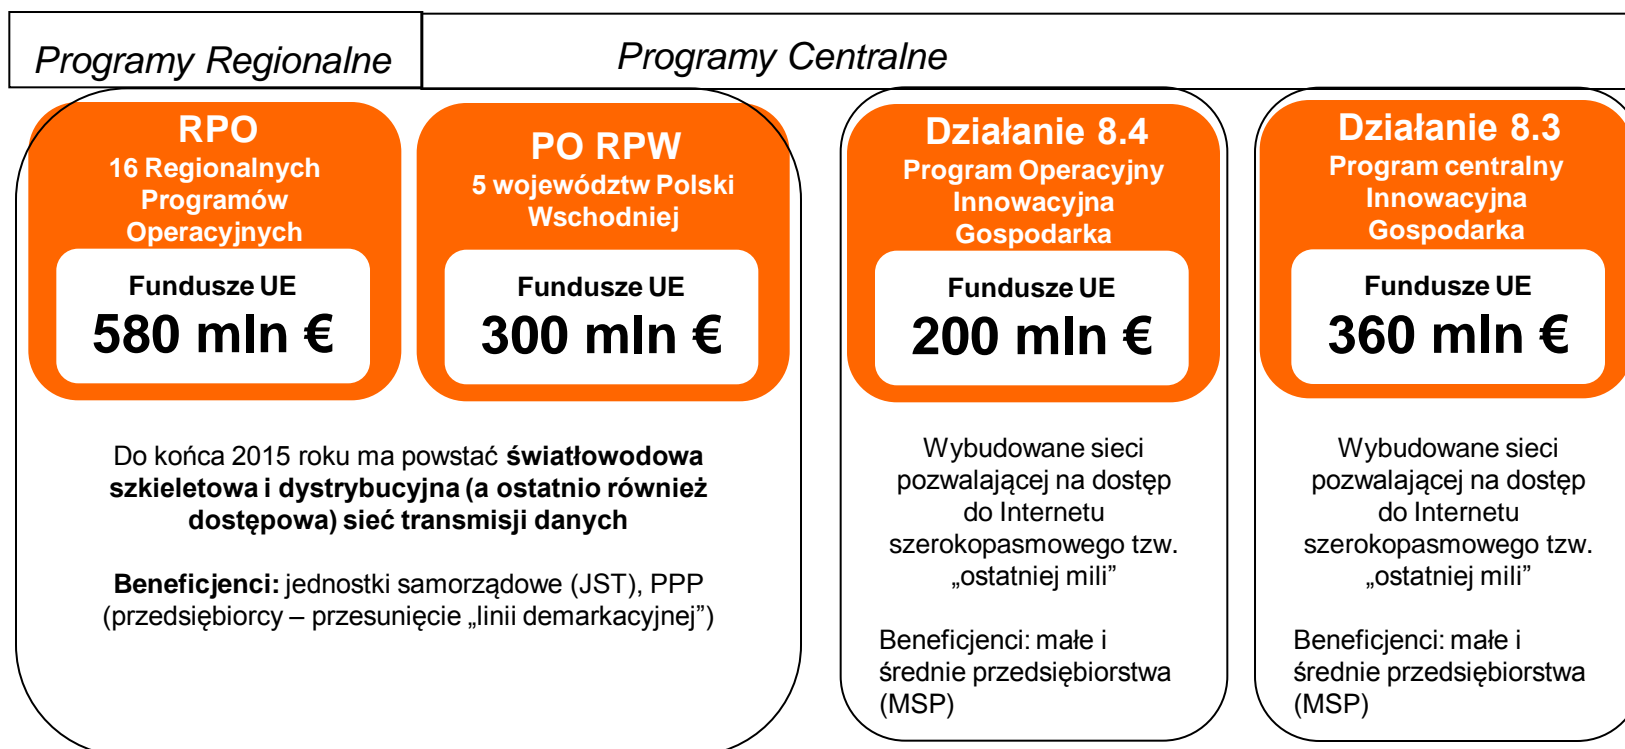 Programy Regionalne
Programy Centralne
RPO
16 Regionalnych
Programów
Operacyjnych
Fundusze UE
580 mln €
PO RPW
5 województw Polski
Wschodniej
Fundusze UE
300 mln €
Do końca 2015 roku ma powstać światłowodowa
szkieletowa i dystrybucyjna (a ostatnio również
dostępowa) sieć transmisji danych
Beneficjenci: jednostki samorządowe (JST), PPP
(przedsiębiorcy – przesunięcie „linii demarkacyjnej”)
Działanie 8.4
Program Operacyjny
Innowacyjna
Gospodarka
Fundusze UE
200 mln €
Wybudowane sieci
pozwalającej na dostęp
do Internetu
szerokopasmowego tzw.
„ostatniej mili”
Beneficjenci: małe i
średnie przedsiębiorstwa
(MSP)
Działanie 8.3
Program centralny
Innowacyjna
Gospodarka
Fundusze UE
360 mln €
Wybudowane sieci
pozwalającej na dostęp
do Internetu
szerokopasmowego tzw.
„ostatniej mili”
Beneficjenci: małe i
średnie przedsiębiorstwa
(MSP)